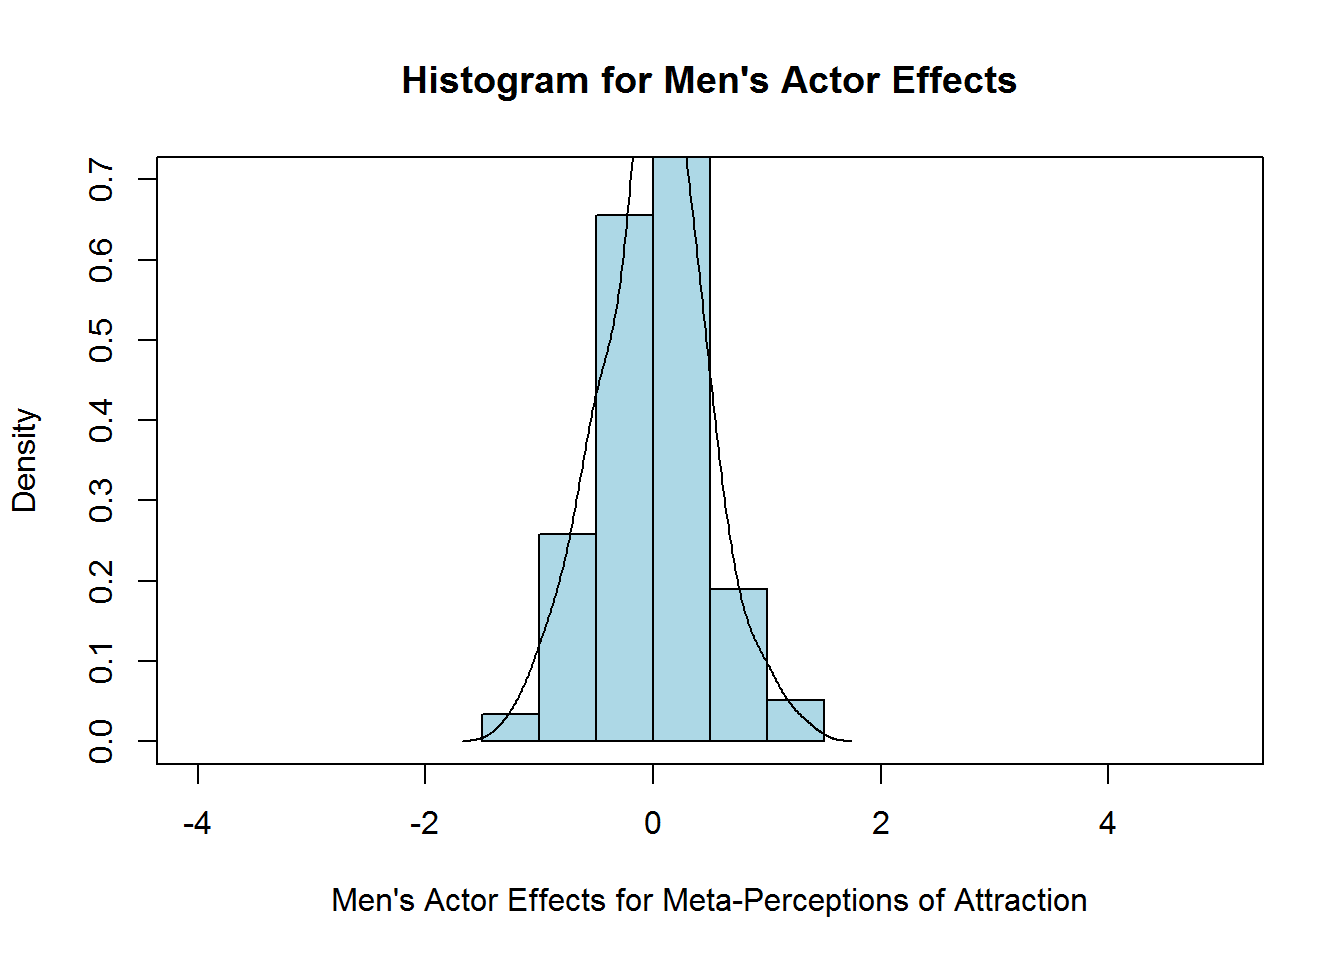 Histogram for Men's Actor Effects
0.7
0.6
0.5
0.4
0.3
0.2
0.1
0.0
Density
-4 -2 0 2 4
Men's Actor Effects for Meta-Perceptions of Attraction